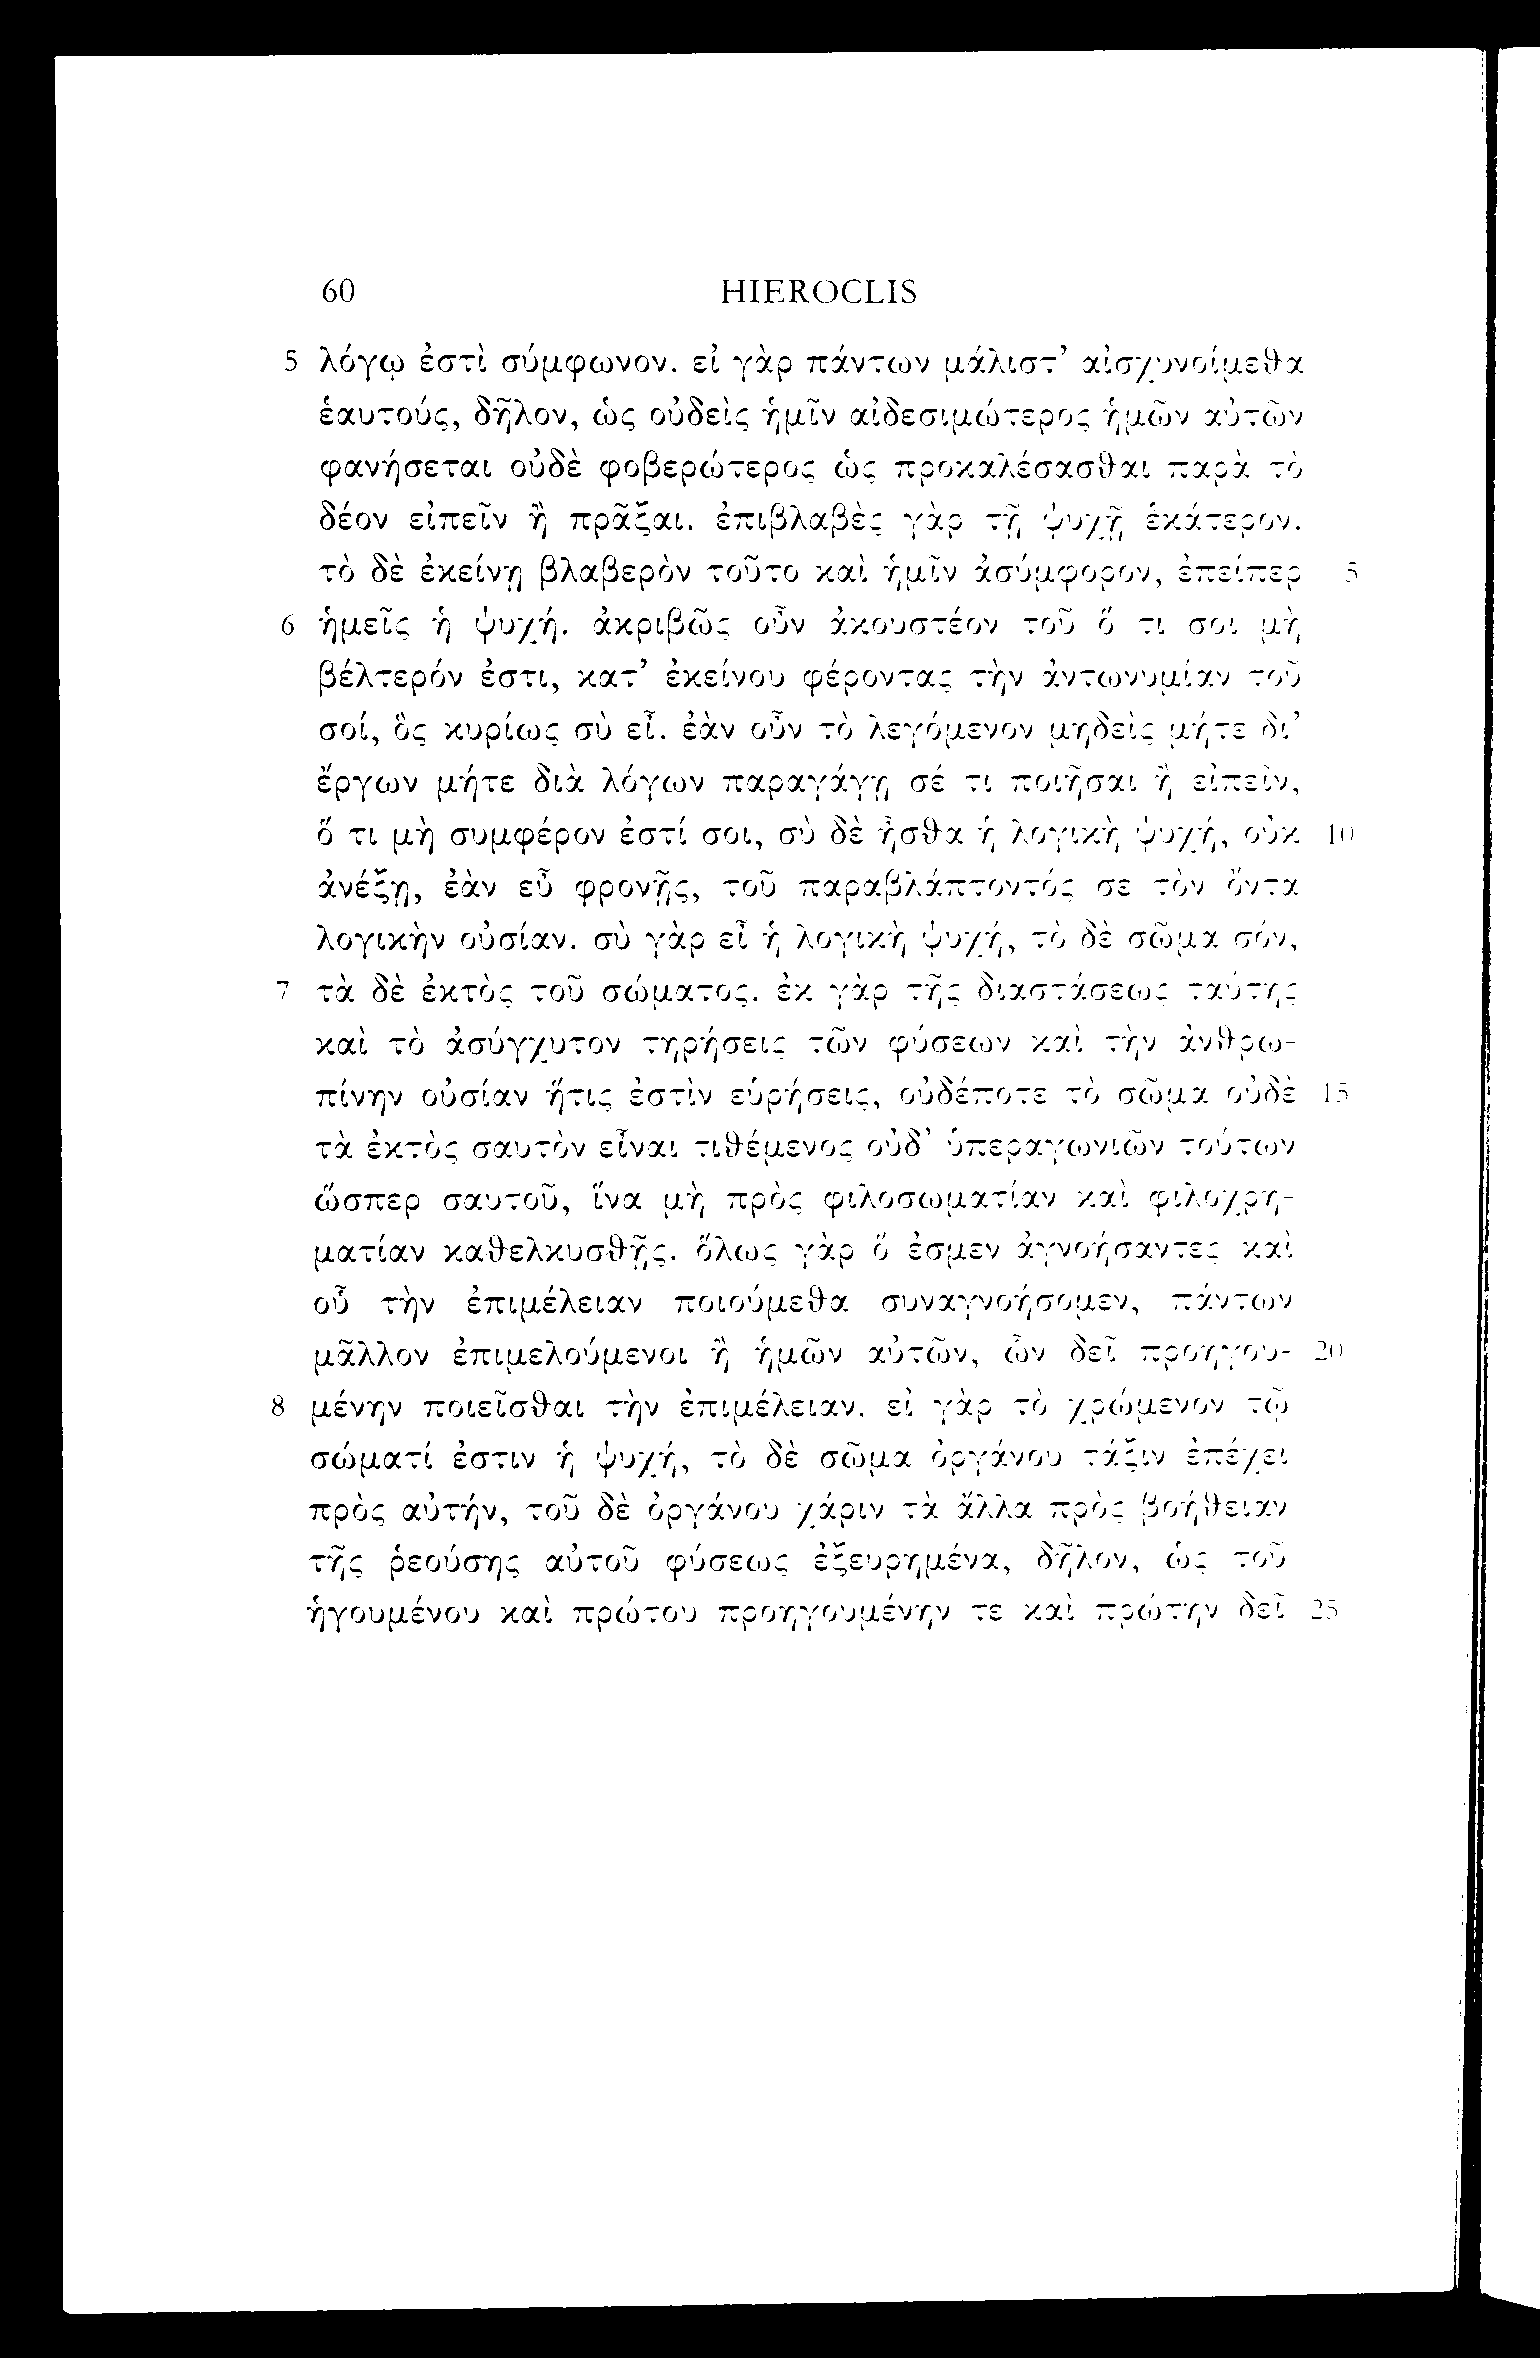 60 HIEROCLIS
5 λόγῳ ἐστὶ σύμφωνον. εἰ γὰρ πάντων μάλιστ’ αἰσχυνοίμεθα
ἑαυτούς, δῆλον, ὡς οὐδεὶς ἡμῖν αἰδεσιμώτερος ἡμῶν αὐτῶν
φανήσεται οὐδὲ φοβερώτερος ὡς προκαλέσασθαι παρὰ τὸ
δέον εἰπεῖν ἢ πρᾶξαι. ἐπιβλαβὲς γὰρ τῇ ψυχῇ ἑκάτερον.
τὸ δὲ ἐκείνῃ βλαβερὸν τοῦτο καὶ ἡμῖν ἀσύμφορον, ἐπείπερ 5
6 ἡμεῖς ἡ ψυχή. ἀκριβῶς οὖν ἀκουστέον τοῦ ὅ τι σοι μὴ
βέλτερόν ἐστι, κατ’ ἐκείνου φέροντας τὴν ἀντωνυμίαν τοῦ
σοί, ὃς κυρίως σὺ εἶ. ἐὰν οὖν τὸ λεγόμενον μηδεὶς μήτε δι’
ἔργων μήτε διὰ λόγων παραγάγῃ σέ τι ποιῆσαι ἢ εἰπεῖν,
ὅ τι μὴ συμφέρον ἐστί σοι, σὺ δὲ ἦσθα ἡ λογικὴ ψυχή, οὐκ 10
ἀνέξῃ, ἐὰν εὖ φρονῇς, τοῦ παραβλάπτοντός σε τὸν ὄντα
λογικὴν οὐσίαν. σὺ γὰρ εἶ ἡ λογικὴ ψυχή, τὸ δὲ σῶμα σόν,
7 τὰ δὲ ἐκτὸς τοῦ σώματος. ἐκ γὰρ τῆς διαστάσεως ταύτης
καὶ τὸ ἀσύγχυτον τηρήσεις τῶν φύσεων καὶ τὴν ἀνθρω-
πίνην οὐσίαν ἥτις ἐστὶν εὑρήσεις, οὐδέποτε τὸ σῶμα οὐδὲ 15
τὰ ἐκτὸς σαυτὸν εἶναι τιθέμενος οὐδ’ ὑπεραγωνιῶν τούτων
ὥσπερ σαυτοῦ, ἵνα μὴ πρὸς φιλοσωματίαν καὶ φιλοχρη-
ματίαν καθελκυσθῇς. ὅλως γὰρ ὅ ἐσμεν ἀγνοήσαντες καὶ
οὗ τὴν ἐπιμέλειαν ποιούμεθα συναγνοήσομεν, πάντων
μᾶλλον ἐπιμελούμενοι ἢ ἡμῶν αὐτῶν, ὧν δεῖ προηγου- 20
8 μένην ποιεῖσθαι τὴν ἐπιμέλειαν. εἰ γὰρ τὸ χρώμενον τῷ
σώματί ἐστιν ἡ ψυχή, τὸ δὲ σῶμα ὀργάνου τάξιν ἐπέχει
πρὸς αὐτήν, τοῦ δὲ ὀργάνου χάριν τὰ ἄλλα πρὸς βοήθειαν
τῆς ῥεούσης αὐτοῦ φύσεως ἐξευρημένα, δῆλον, ὡς τοῦ
ἡγουμένου καὶ πρώτου προηγουμένην τε καὶ πρώτην δεῖ 25